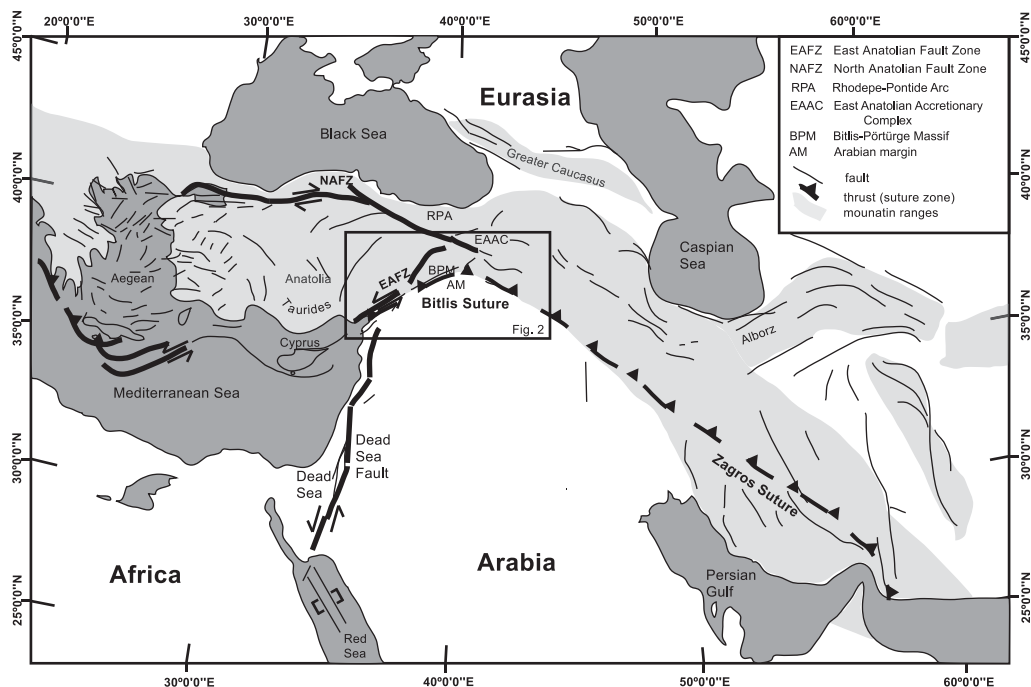 20°0'0"E
30°0'0"E
40°0'0"E
50°0'0"E
60°0'0"E
45°0'0"N
45°0'0"N
40°0'0"N
40°0'0"N
35°0'0"N
35°0'0"N
30°0'0"N
30°0'0"N
25°0'0"N
25°0'0"N
EAFZ East Anatolian Fault Zone
NAFZ North Anatolian Fault Zone
RPA Rhodepe-Pontide Arc
EAAC East Anatolian Accretionary
Complex
BPM Bitlis-Pörtürge Massif
AM Arabian margin
fault
thrust (suture zone)
mounatin ranges
Eurasia
Black Sea
Greater Caucasus
NAFZ
RPA
EAAC
Caspian
Sea
Aegean
Anatolia
EAFZ
BPM
AM
Taurides
Bitlis Suture
Fig. 2
Alborz
Cyprus
Mediterranean Sea
Dead
Sea
Fault
Dead
Sea
Zagros Suture
Africa
Arabia
Persian
Gulf
Red
Sea
30°0'0"E
40°0'0"E
50°0'0"E
60°0'0"E